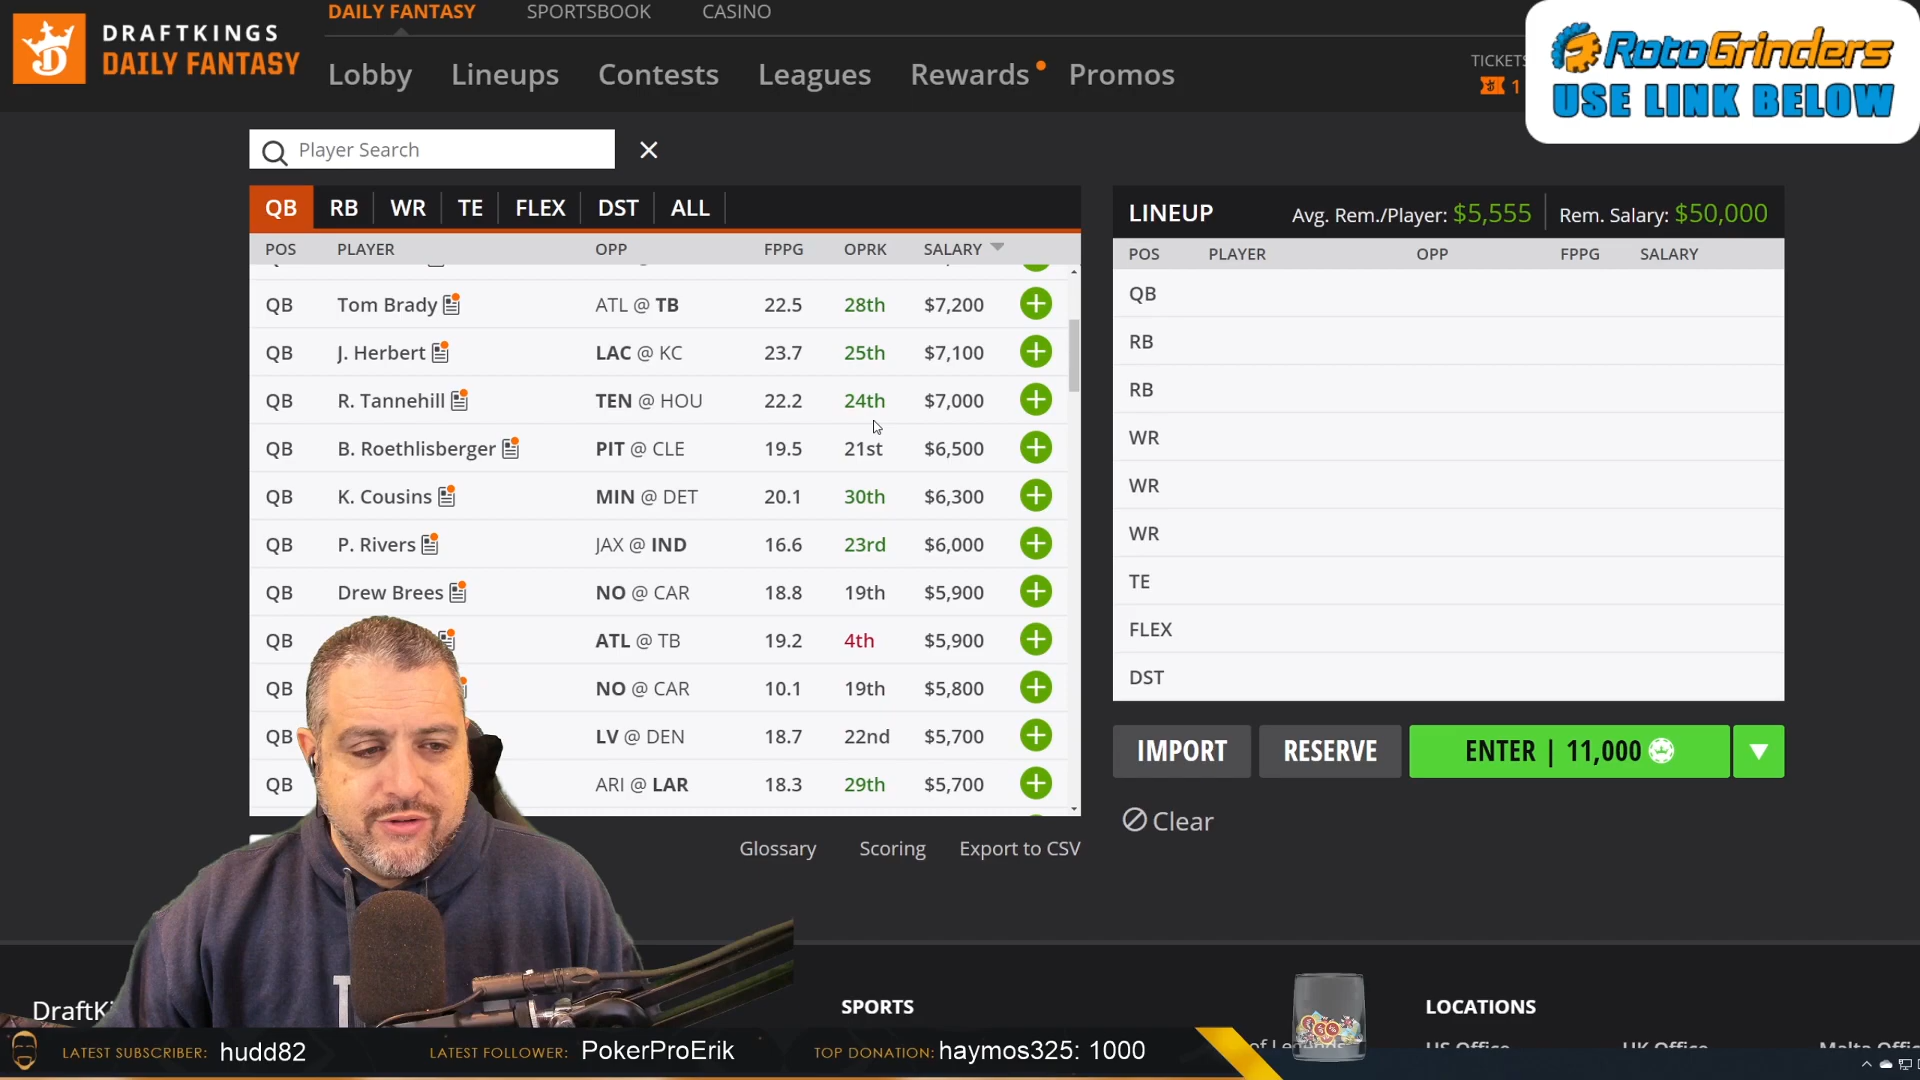 DRAFTKINGS
DAILY FANTASY
DAILY FANTASY SPORTSBOOK CASINO
Lobby Lineups Contests Leagues Rewards Promos
TICKETS
1
RotoGrinders
USE LINK BELOW
Player Search
QB RB WR TE FLEX DST ALL
POS PLAYER OPP FPPG OPRK SALARY
QB Tom Brady ATL @ TB 22.5 28th $7,200
QB J. Herbert LAC @ KC 23.7 25th $7,100
QB R. Tannehill TEN @ HOU 22.2 24th $7,000
QB B. Roethlisberger PIT @ CLE 19.5 21st $6,500
QB K. Cousins MIN @ DET 20.1 30th $6,300
QB P. Rivers JAX @ IND 16.6 23rd $6,000
QB Drew Brees NO @ CAR 18.8 19th $5,900
QB ATL @ TB 19.2 4th $5,900
QB NO @ CAR 10.1 19th $5,800
QB LV @ DEN 18.7 22nd $5,700
QB ARI @ LAR 18.3 29th $5,700
Glossary Scoring Export to CSV
LINEUP Avg. Rem./Player: $5,555 Rem. Salary: $50,000
POS PLAYER OPP FPPG SALARY
QB
RB
RB
WR
WR
WR
TE
FLEX
DST
IMPORT RESERVE ENTER | 11,000
Clear
SPORTS LOCATIONS
LATEST SUBSCRIBER: hudd82 LATEST FOLLOWER: PokerProErik TOP DONATION: haymos325: 1000